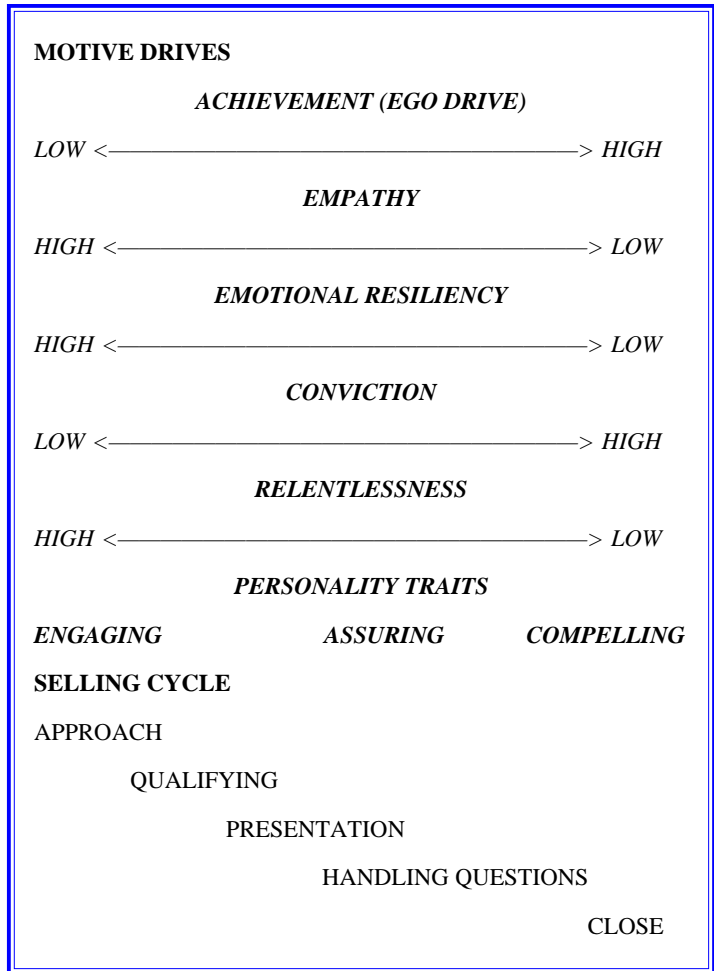 MOTIVE DRIVES
ACHIEVEMENT (EGO DRIVE)
LOW <——————————————————————> HIGH
EMPATHY
HIGH <——————————————————————> LOW
EMOTIONAL RESILIENCY
HIGH <——————————————————————> LOW
CONVICTION
LOW <——————————————————————> HIGH
RELENTLESSNESS
HIGH <——————————————————————> LOW
PERSONALITY TRAITS
ENGAGING ASSURING COMPELLING
SELLING CYCLE
APPROACH
QUALIFYING
PRESENTATION
HANDLING QUESTIONS
CLOSE